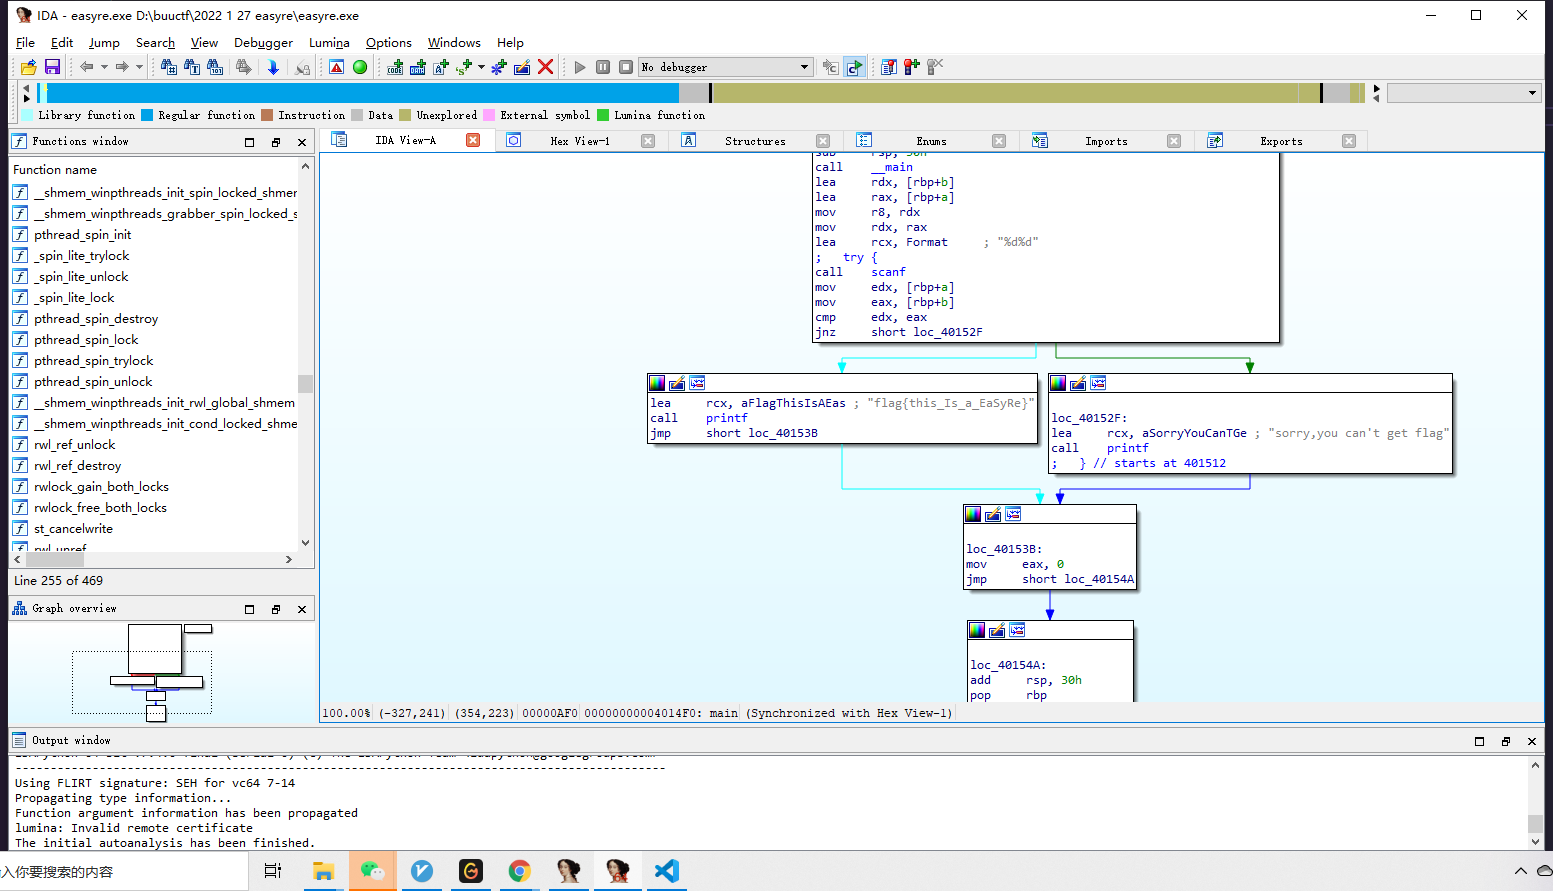 IDA - easyre.exe D:\buuctf\2022 1 27 easyre\easyre.exe
File Edit Jump Search View Debugger Lumina Options Windows Help
No debugger
Library function Regular function Instruction Data Unexplored External symbol Lumina function
Functions window
IDA View-A Hex View-1 Structures Enums Imports Exports
Function name
__shmem_winpthreads_init_spin_locked_shmer
__shmem_winpthreads_grabber_spin_locked_s
pthread_spin_init
_spin_lite_trylock
_spin_lite_unlock
_spin_lite_lock
pthread_spin_destroy
pthread_spin_lock
pthread_spin_trylock
pthread_spin_unlock
__shmem_winpthreads_init_rwl_global_shmem
__shmem_winpthreads_init_cond_locked_shme
rwl_ref_unlock
rwl_ref_destroy
rwlock_gain_both_locks
rwlock_free_both_locks
st_cancelwrite
rwl_unref
Line 255 of 469
Graph overview
sub rsp, 30h
call __main
lea rdx, [rbp+b]
lea rax, [rbp+a]
mov r8, rdx
mov rdx, rax
lea rcx, Format ; "%d%d"
; try {
call scanf
mov edx, [rbp+a]
mov eax, [rbp+b]
cmp edx, eax
jnz short loc_40152F
lea rcx, aFlagThisIsAEas ; "flag{this_Is_a_EaSyRe}"
call printf
jmp short loc_40153B
loc_40152F:
lea rcx, aSorryYouCanTGe ; "sorry,you can't get flag"
call printf
; } // starts at 401512
loc_40153B:
mov eax, 0
jmp short loc_40154A
loc_40154A:
add rsp, 30h
pop rbp
100.00% (-327,241) (354,223) 00000AF0 00000000004014F0: main (Synchronized with Hex View-1)
Output window
-----------------------------------------------------------------------------------------
Using FLIRT signature: SEH for vc64 7-14
Propagating type information...
Function argument information has been propagated
lumina: Invalid remote certificate
The initial autoanalysis has been finished.
入你要搜索的内容